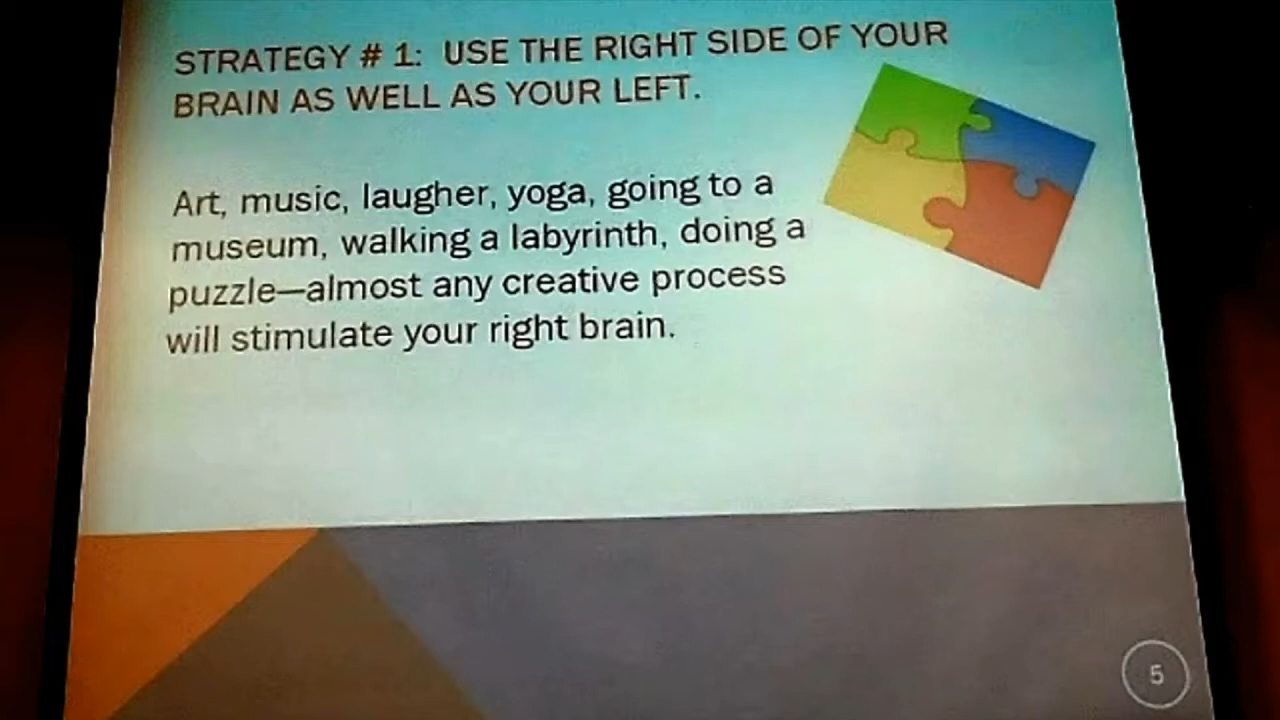 STRATEGY # 1: USE THE RIGHT SIDE OF YOUR
BRAIN AS WELL AS YOUR LEFT.
Art, music, laugher, yoga, going to a
museum, walking a labyrinth, doing a
puzzle—almost any creative process
will stimulate your right brain.
5